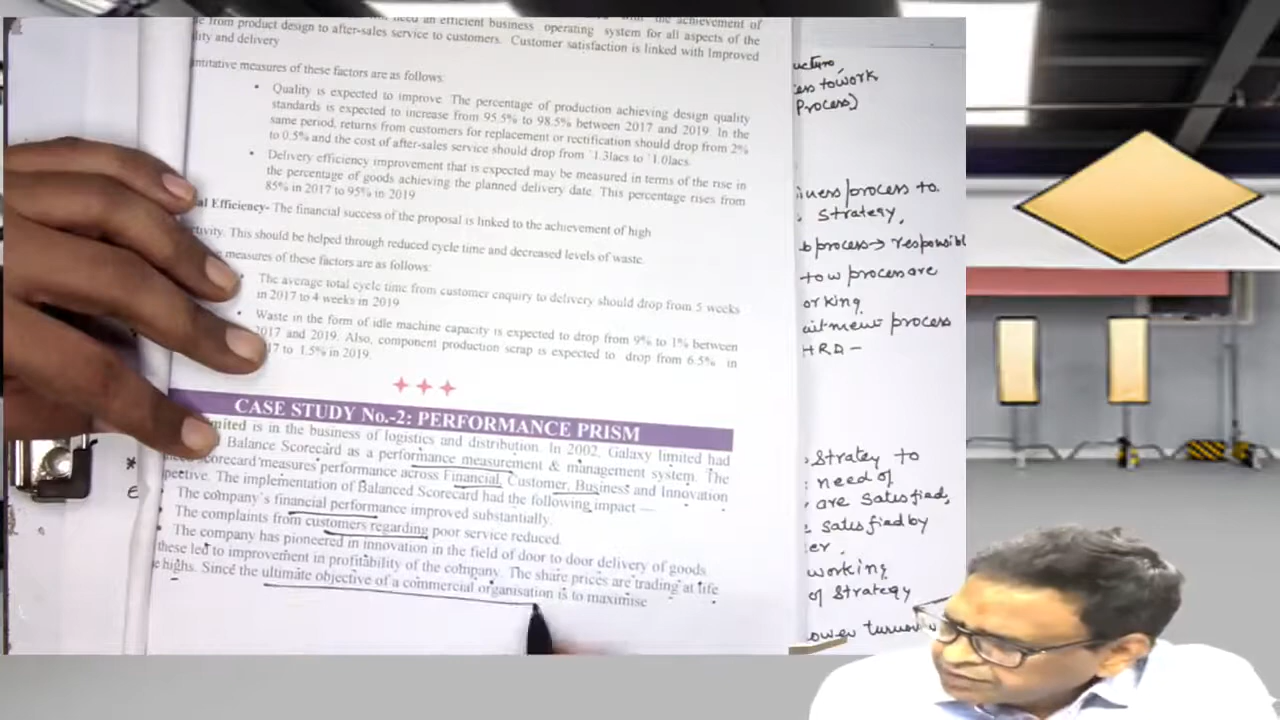 need an efficient business operating system for all aspects of the
from product design to after-sales service to customers. Customer satisfaction is linked with Improved
and delivery
measures of these factors are as follows:
• Quality is expected to improve. The percentage of production achieving design quality
standards is expected to increase from 95.5% to 98.5% between 2017 and 2019. In the
same period, returns from customers for replacement or rectification should drop from 2%
to 0.5% and the cost of after-sales service should drop from `1.3lacs to `1.0lacs.
• Delivery efficiency improvement that is expected may be measured in terms of the rise in
the percentage of goods achieving the planned delivery date. This percentage rises from
85% in 2017 to 95% in 2019
al Efficiency- The financial success of the proposal is linked to the achievement of high
ctivity. This should be helped through reduced cycle time and decreased levels of waste.
measures of these factors are as follows:
The average total cycle time from customer enquiry to delivery should drop from 5 weeks
in 2017 to 4 weeks in 2019
• Waste in the form of idle machine capacity is expected to drop from 9% to 1% between
2017 and 2019. Also, component production scrap is expected to drop from 6.5% in
17 to 1.5% in 2019.
CASE STUDY No.-2: PERFORMANCE PRISM
mited is in the business of logistics and distribution. In 2002, Galaxy limited had
Balance Scorecard as a performance measurement & management system. The
Scorecard measures performance across Financial, Customer, Business and Innovation
pective. The implementation of Balanced Scorecard had the following impact —
The company's financial performance improved substantially.
• The complaints from customers regarding poor service reduced.
• The company has pioneered in innovation in the field of door to door delivery of goods
these led to improvement in profitability of the company. The share prices are trading at life
highs. Since the ultimate objective of a commercial organisation is to maximise
ucture,
ess to work
Process)
iness/process to
strategy,
b process → responsibl
tow process are
orking
uitment process
HRD –
Stratey to
need of
are satisfied,
satisfied by
er.
working
of strategy